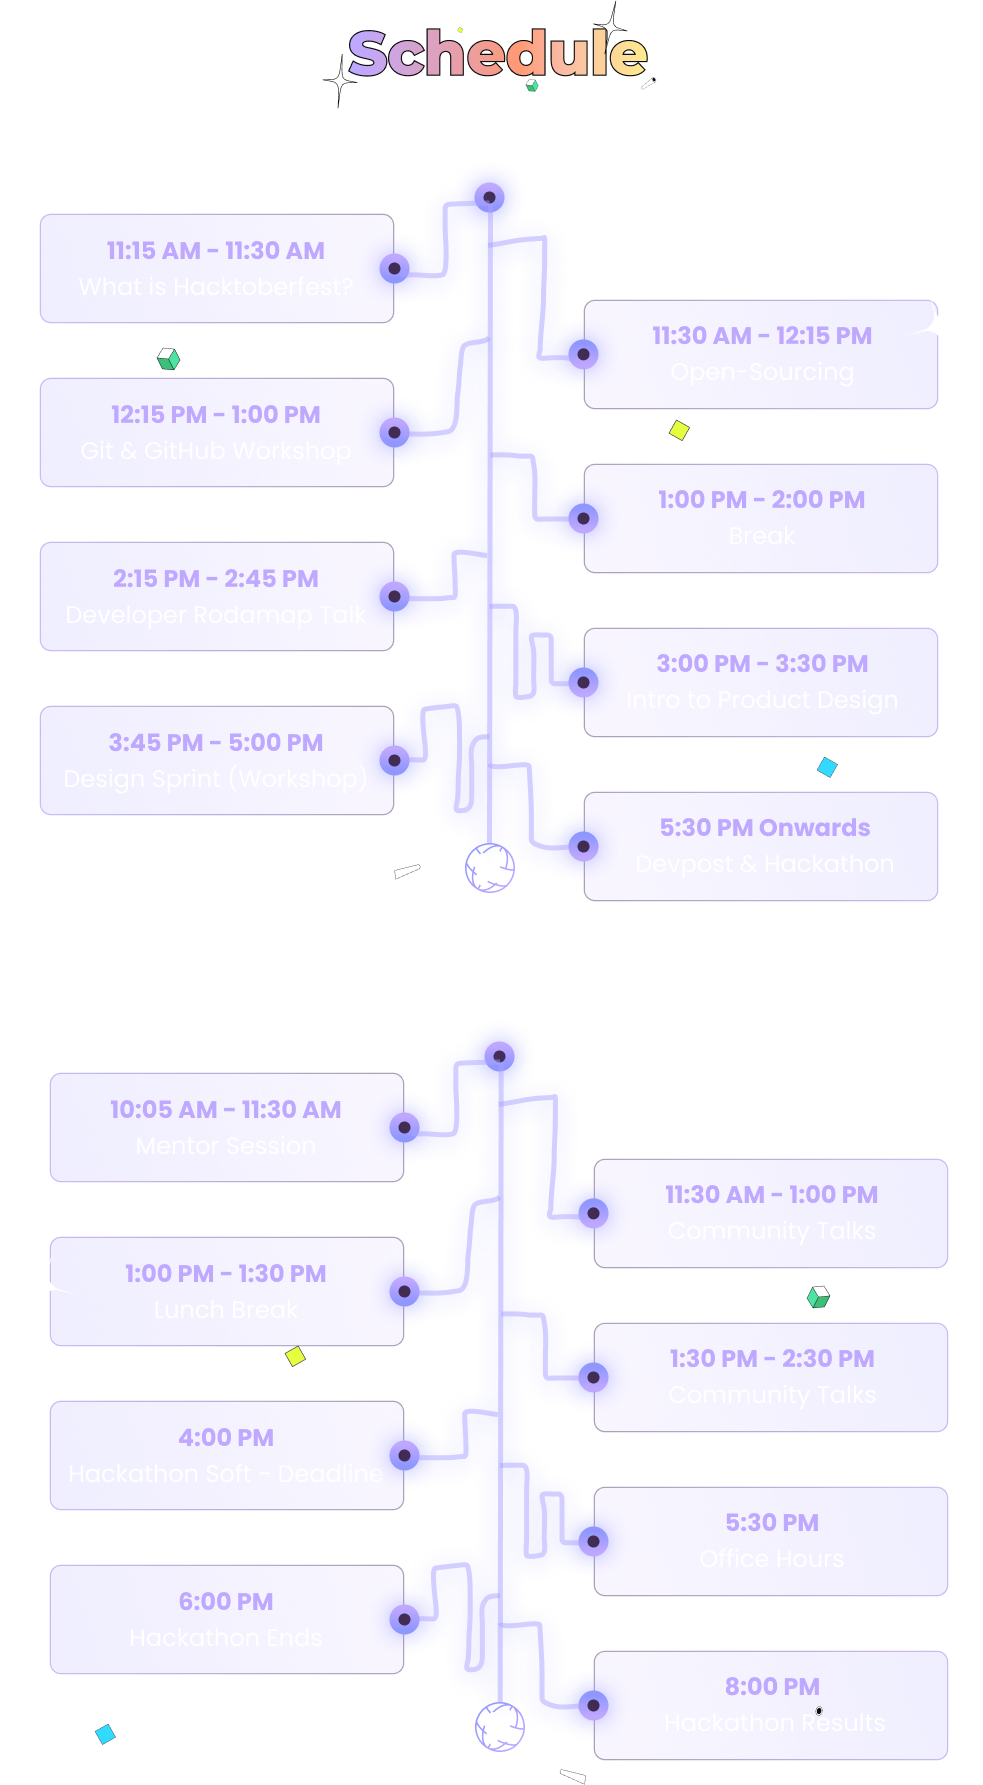 Schedule
11:15 AM - 11:30 AM
What is Hacktoberfest?
11:30 AM - 12:15 PM
Open-Sourcing
12:15 PM - 1:00 PM
Git & GitHub Workshop
1:00 PM - 2:00 PM
Break
2:15 PM - 2:45 PM
Developer Rodamap Talk
3:00 PM - 3:30 PM
Intro to Product Design
3:45 PM - 5:00 PM
Design Sprint (Workshop)
5:30 PM Onwards
Devpost & Hackathon
10:05 AM - 11:30 AM
Mentor Session
11:30 AM - 1:00 PM
Community Talks
1:00 PM - 1:30 PM
Lunch Break
1:30 PM - 2:30 PM
Community Talks
4:00 PM
Hackathon Soft - Deadline
5:30 PM
Office Hours
6:00 PM
Hackathon Ends
8:00 PM
Hackathon Results